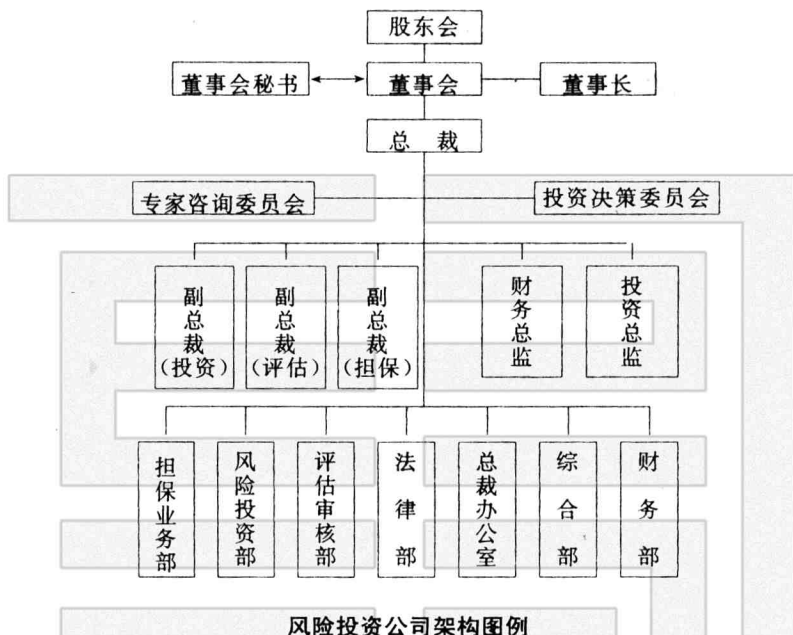 股东会
董事会秘书 董事会 董事长
总 裁
专家咨询委员会 投资决策委员会
副总裁(投资) 副总裁(评估) 副总裁(担保) 财务总监 投资总监
担保业务部 风险投资部 评估审核部 法律部 总裁办公室 综合部 财务部
风险投资公司架构图例